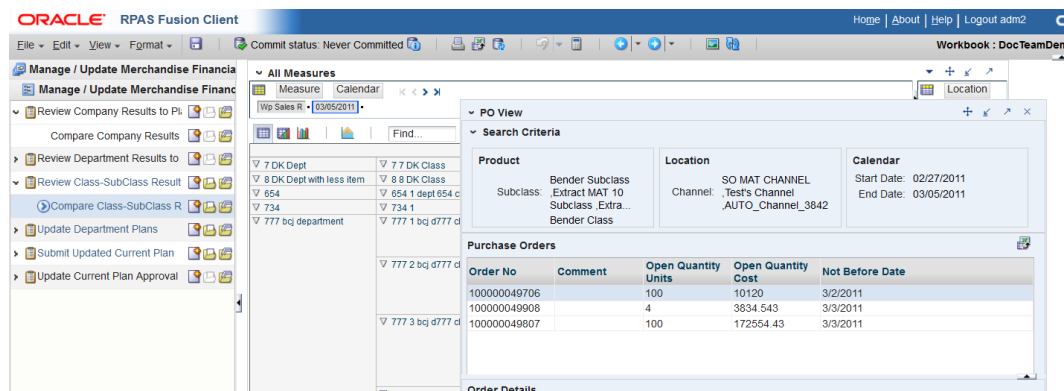 ORACLE® RPAS Fusion Client
Home | About | Help | Logout adm2
File Edit View Format
Commit status: Never Committed
Workbook : DocTeamDem
Manage / Update Merchandise Financia
Manage / Update Merchandise Financ
Review Company Results to Pl
Compare Company Results
Review Department Results to
Review Class-SubClass Result
Compare Class-SubClass R
Update Department Plans
Submit Updated Current Plan
Update Current Plan Approval
All Measures
Measure Calendar
Location
Wp Sales R 03/05/2011
Find...
7 DK Dept 7 7 DK Class
8 DK Dept with less item 8 8 DK Class
654 654 1 dept 654 c
734 734 1
777 bcj department 777 1 bcj d777 cl
777 2 bcj d777 cl
777 3 bcj d777 cl
PO View
Search Criteria
Product
Subclass: Bender Subclass
,Extract MAT 10
Subclass ,Extra...
Bender Class
Location
Channel: SO MAT CHANNEL
,Test's Channel
,AUTO_Channel_3842
Calendar
Start Date: 02/27/2011
End Date: 03/05/2011
Purchase Orders
Order No Comment Open Quantity Units Open Quantity Cost Not Before Date
100000049706 100 10120 3/2/2011
100000049908 4 3834.543 3/3/2011
100000049807 100 172554.43 3/3/2011
Order Details